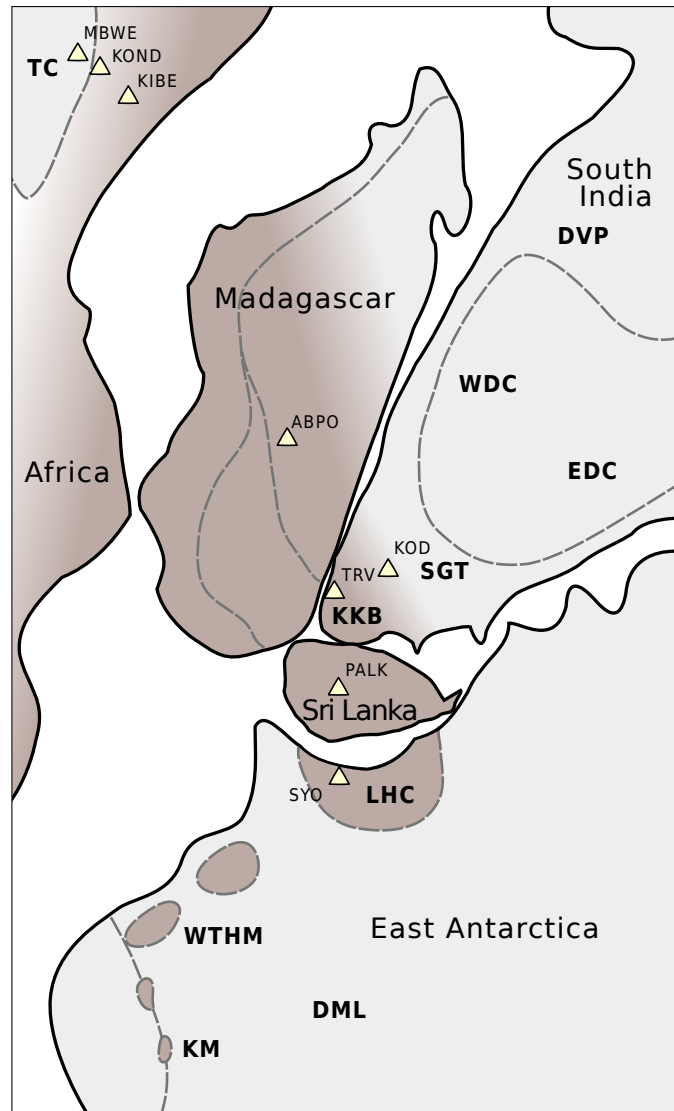 MBWE
KOND
TC
KIBE
South
India
DVP
Madagascar
WDC
ABPO
Africa
EDC
KOD
TRV
SGT
KKB
PALK
Sri Lanka
SYO
LHC
WTHM
East Antarctica
DML
KM